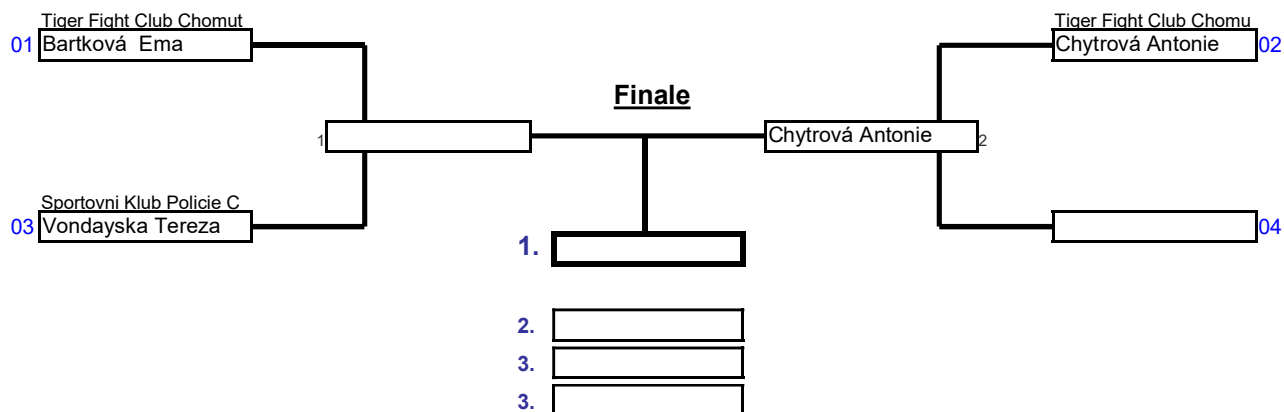 Tiger Fight Club Chomut
01 Bartková  Ema
Tiger Fight Club Chomu
Chytrová Antonie 02
Finale
1
Chytrová Antonie 2
Sportovni Klub Policie C
03 Vondayska Tereza
04
1.
2.
3.
3.